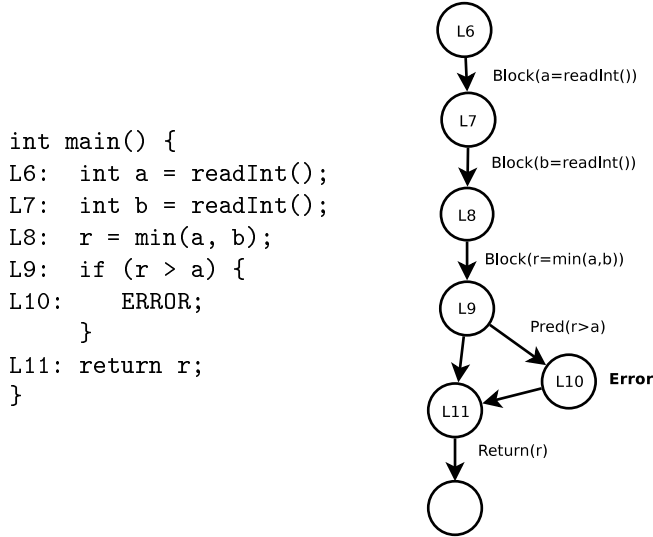 int main() {
L6: int a = readInt();
L7: int b = readInt();
L8: r = min(a, b);
L9: if (r > a) {
L10: ERROR;
}
L11: return r;
}
L6
Block(a=readInt())
L7
Block(b=readInt())
L8
Block(r=min(a,b))
L9
Pred(r>a)
L10 Error
L11
Return(r)